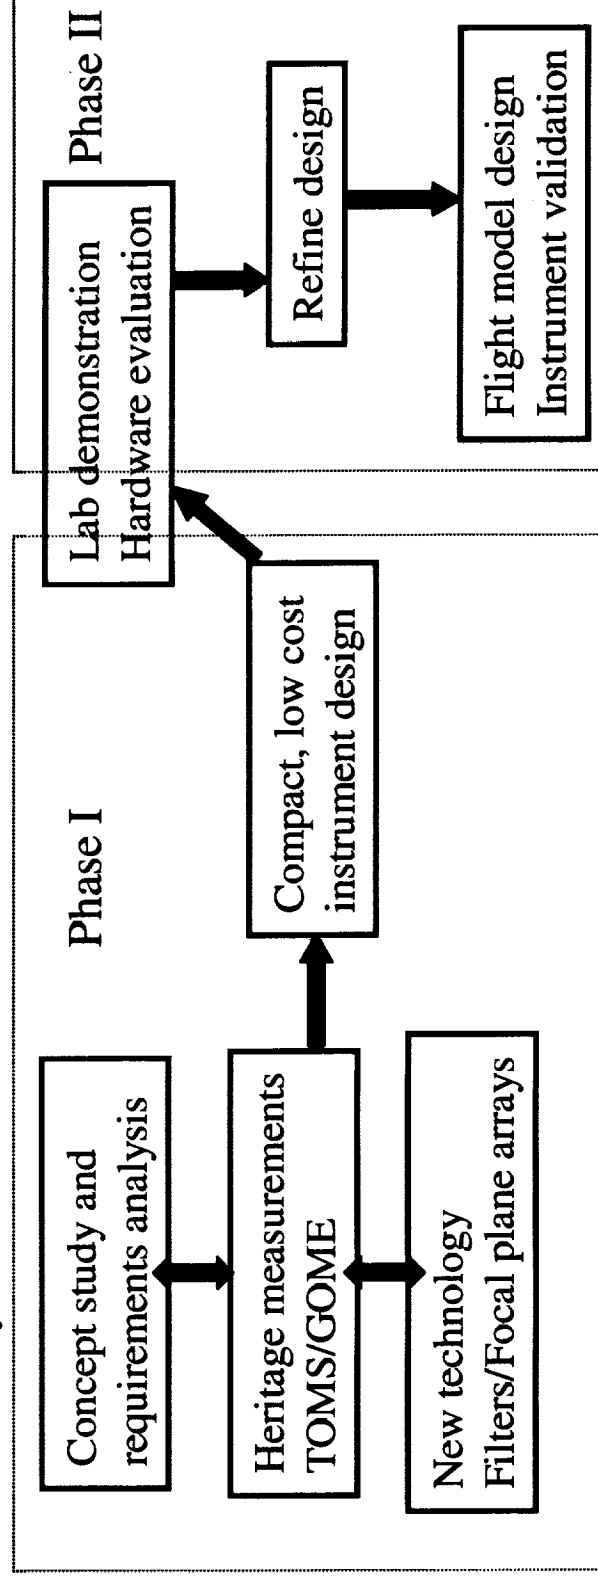 Phase I
Concept study and
requirements analysis
Heritage measurements
TOMS/GOME
New technology
Filters/Focal plane arrays
Compact, low cost
instrument design
Phase II
Lab demonstration
Hardware evaluation
Refine design
Flight model design
Instrument validation